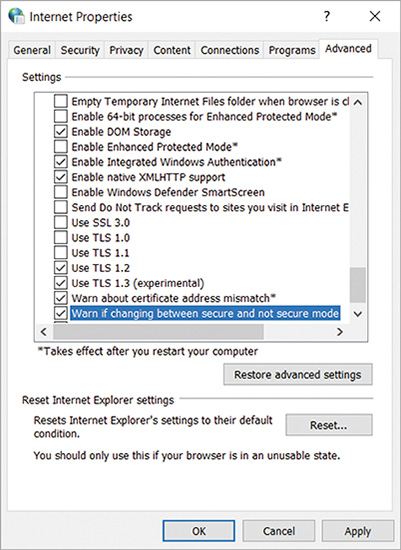 Internet Properties
General Security Privacy Content Connections Programs Advanced
Settings
Empty Temporary Internet Files folder when browser is cl
Enable 64-bit processes for Enhanced Protected Mode*
Enable DOM Storage
Enable Enhanced Protected Mode*
Enable Integrated Windows Authentication*
Enable native XMLHTTP support
Enable Windows Defender SmartScreen
Send Do Not Track requests to sites you visit in Internet E
Use SSL 3.0
Use TLS 1.0
Use TLS 1.1
Use TLS 1.2
Use TLS 1.3 (experimental)
Warn about certificate address mismatch*
Warn if changing between secure and not secure mode
*Takes effect after you restart your computer
Restore advanced settings
Reset Internet Explorer settings
Resets Internet Explorer's settings to their default
condition.
Reset...
You should only use this if your browser is in an unusable state.
OK Cancel Apply